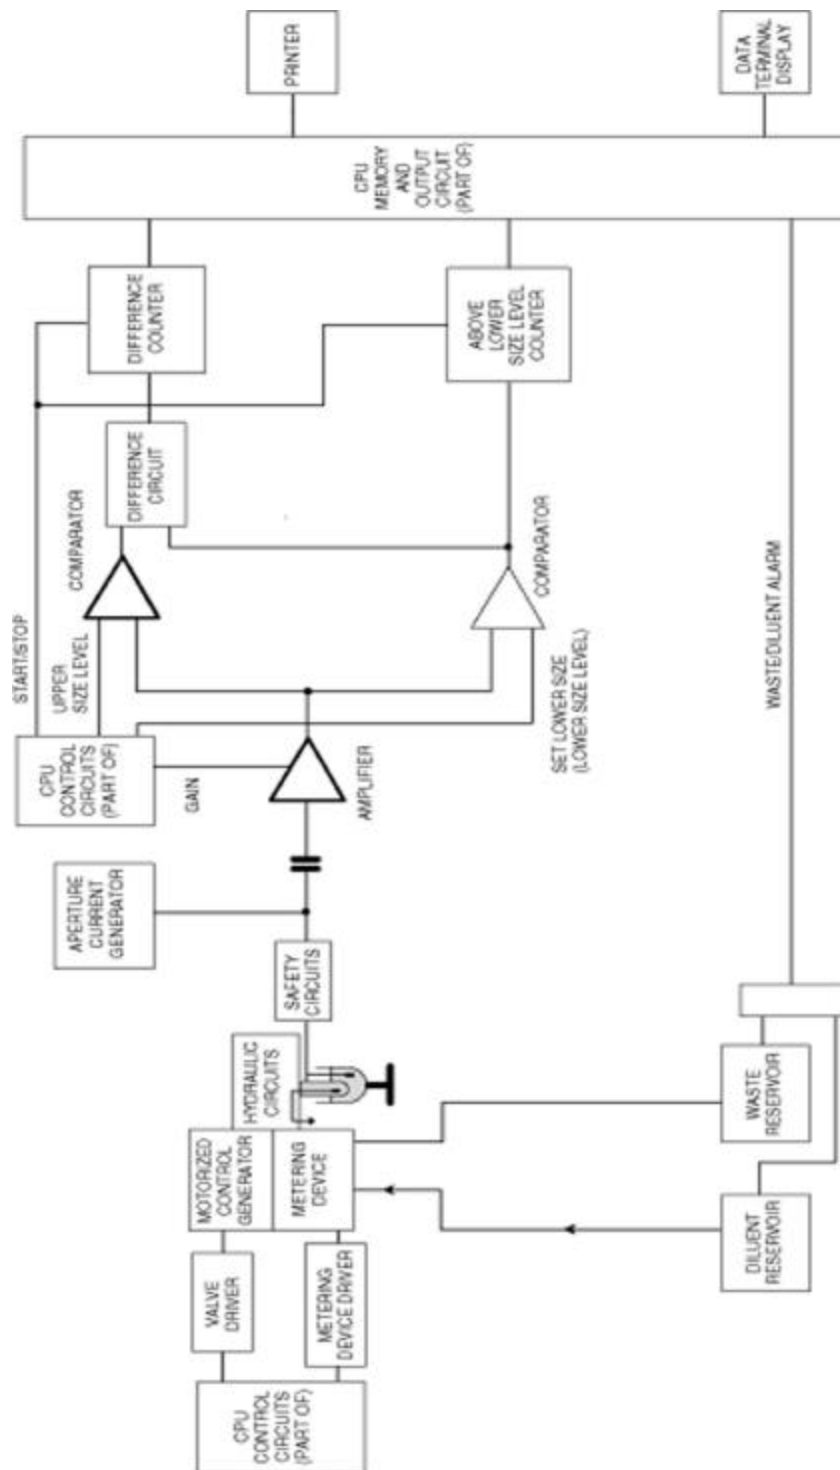 CPU
CONTROL
CIRCUITS
(PART OF)
VALVE
DRIVER
METERING
DEVICE DRIVER
MOTORIZED
CONTROL
GENERATOR
METERING
DEVICE
HYDRAULIC
CIRCUITS
SAFETY
CIRCUITS
APERTURE
CURRENT
GENERATOR
CPU
CONTROL
CIRCUITS
(PART OF)
GAIN
AMPLIFIER
START/STOP
UPPER
SIZE LEVEL
COMPARATOR
SET LOWER SIZE
(LOWER SIZE LEVEL)
COMPARATOR
DIFFERENCE
CIRCUIT
DIFFERENCE
COUNTER
ABOVE
LOWER
SIZE LEVEL
COUNTER
CPU
MEMORY
AND
OUTPUT
CIRCUIT
(PART OF)
PRINTER
DATA
TERMINAL
DISPLAY
DILUENT
RESERVOIR
WASTE
RESERVOIR
WASTE/DILUENT ALARM